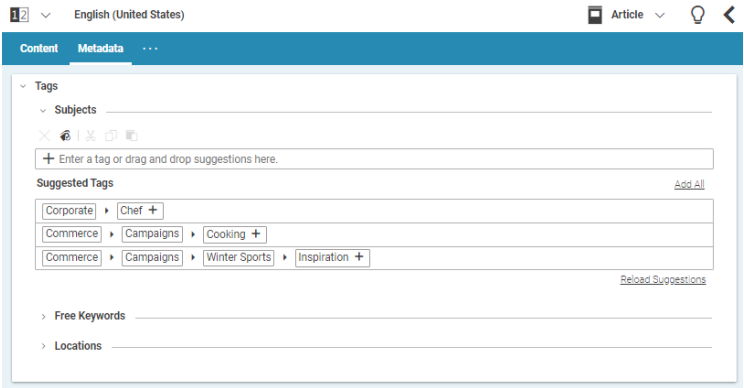 12 English (United States) Article
Content Metadata ...
Tags
Subjects
+ Enter a tag or drag and drop suggestions here.
Suggested Tags Add All
Corporate Chef +
Commerce Campaigns Cooking +
Commerce Campaigns Winter Sports Inspiration +
Reload Suggestions
Free Keywords
Locations